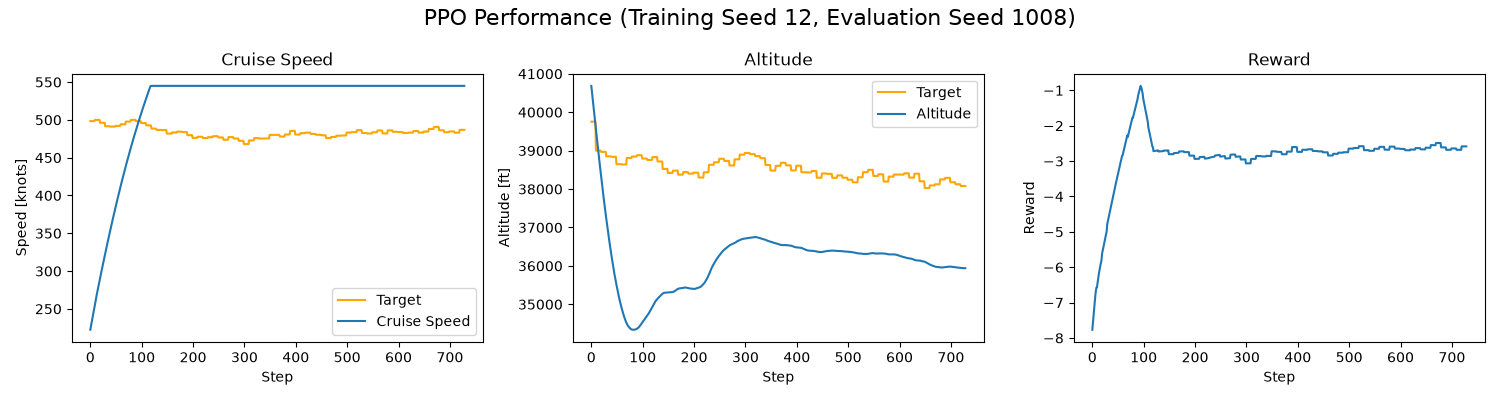 PPO Performance (Training Seed 12, Evaluation Seed 1008)
Cruise Speed
Speed [knots]
550
500
450
400
350
300
250
0 100 200 300 400 500 600 700
Step
Target
Cruise Speed
Altitude
Altitude [ft]
41000
40000
39000
38000
37000
36000
35000
0 100 200 300 400 500 600 700
Step
Target
Altitude
Reward
Reward
−1
−2
−3
−4
−5
−6
−7
−8
0 100 200 300 400 500 600 700
Step